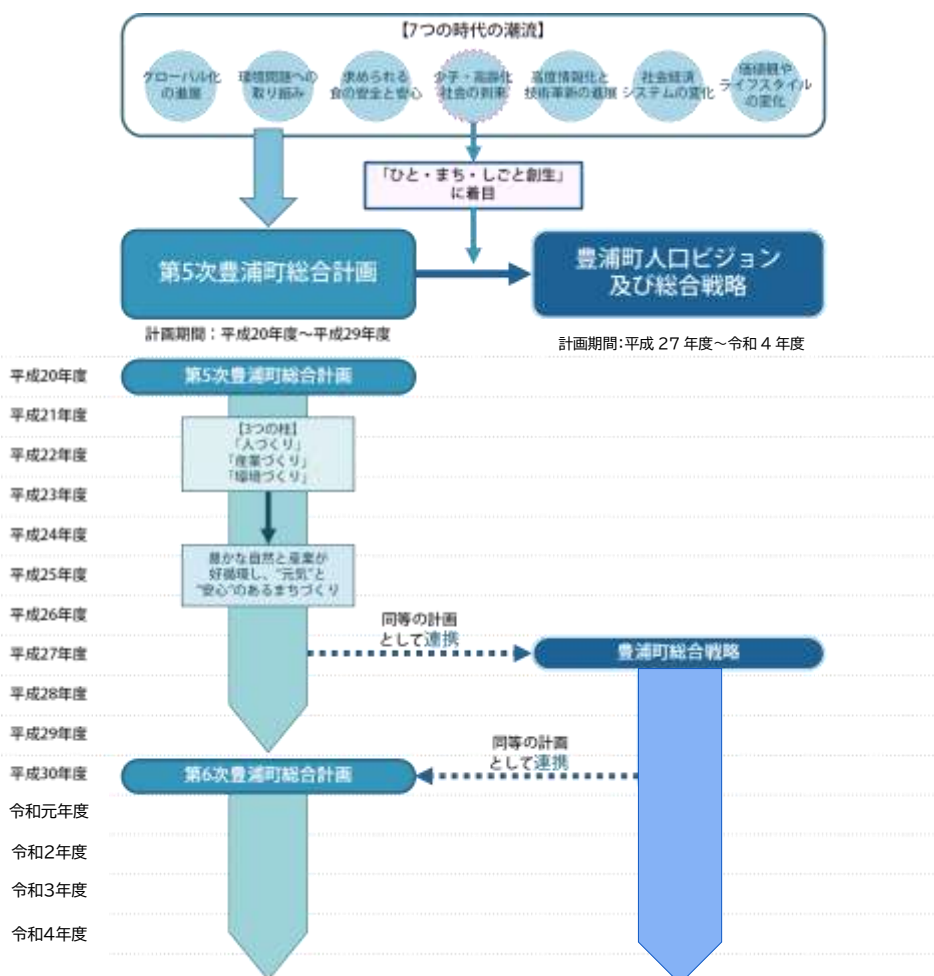 【7つの時代の潮流】
グローバル化
の進展
環境問題への
取り組み
求められる
食の安全と安心
少子・高齢化
社会の到来
高度情報化と
技術革新の進展
社会経済
システムの変化
価値観や
ライフスタイル
の変化
「ひと・まち・しごと創生」
に着目
第5次豊浦町総合計画
豊浦町人口ビジョン
及び総合戦略
計画期間：平成20年度～平成29年度
計画期間：平成 27 年度～令和 4 年度
平成20年度
第5次豊浦町総合計画
平成21年度
【3つの柱】
「人づくり」
「産業づくり」
「環境づくり」
平成22年度
平成23年度
平成24年度
豊かな自然と産業が
好循環し、“元気”と
“安心”のあるまちづくり
平成25年度
平成26年度
同等の計画
として連携
平成27年度
豊浦町総合戦略
平成28年度
平成29年度
同等の計画
として連携
平成30年度
第6次豊浦町総合計画
令和元年度
令和2年度
令和3年度
令和4年度